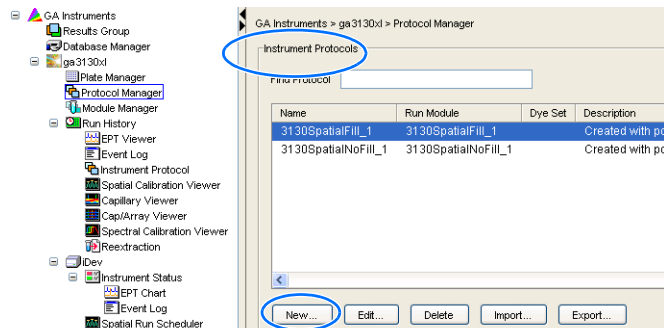 GA Instruments
Results Group
Database Manager
ga3130xl
Plate Manager
Protocol Manager
Module Manager
Run History
EPT Viewer
Event Log
Instrument Protocol
Spatial Calibration Viewer
Capillary Viewer
Cap/Array Viewer
Spectral Calibration Viewer
Reextraction
iDev
Instrument Status
EPT Chart
Event Log
Spatial Run Scheduler
GA Instruments > ga3130xl > Protocol Manager
Instrument Protocols
Find Protocol
Name Run Module Dye Set Description
3130SpatialFill_1 3130SpatialFill_1 Created with po
3130SpatialNoFill_1 3130SpatialNoFill_1 Created with po
New... Edit... Delete Import... Export...